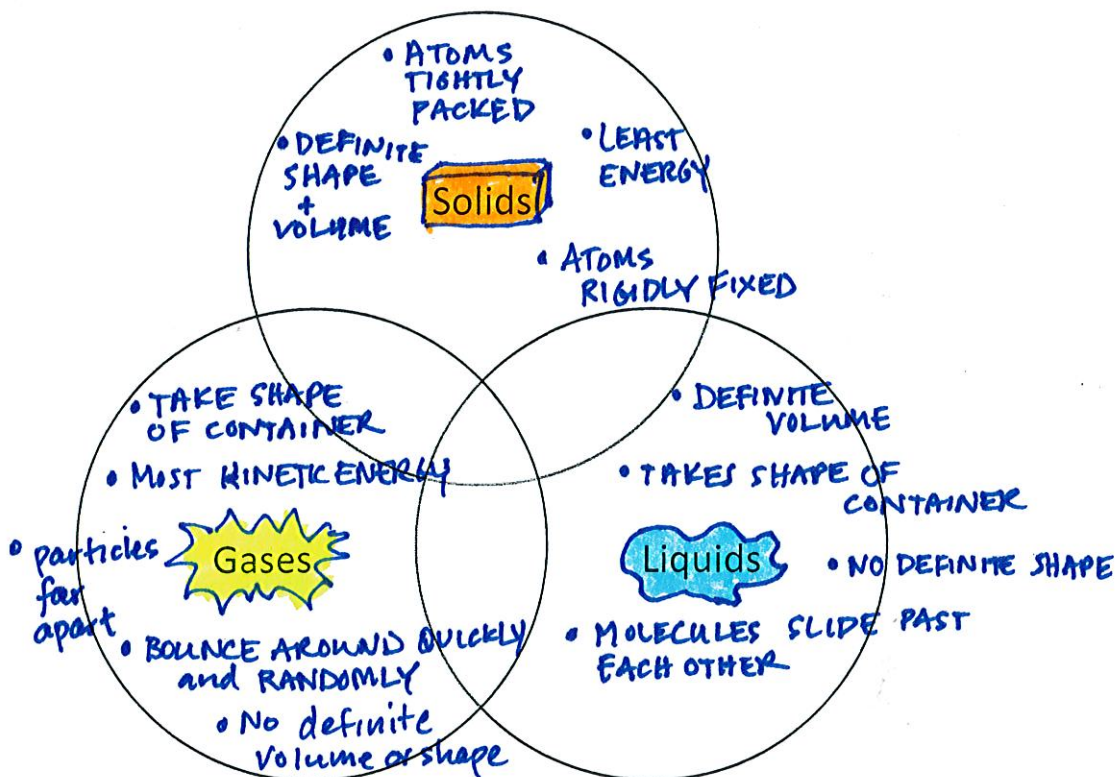 • ATOMS
TIGHTLY
PACKED
• DEFINITE
SHAPE
+
VOLUME
• LEAST
ENERGY
Solids
• ATOMS
RIGIDLY FIXED
• TAKE SHAPE
OF CONTAINER
• MOST KINETIC ENERGY
• particles
far
apart
Gases
• BOUNCE AROUND QUICKLY
and RANDOMLY
• No definite
volume or shape
• DEFINITE
VOLUME
• TAKES SHAPE OF
CONTAINER
Liquids
• NO DEFINITE SHAPE
• MOLECULES SLIDE PAST
EACH OTHER